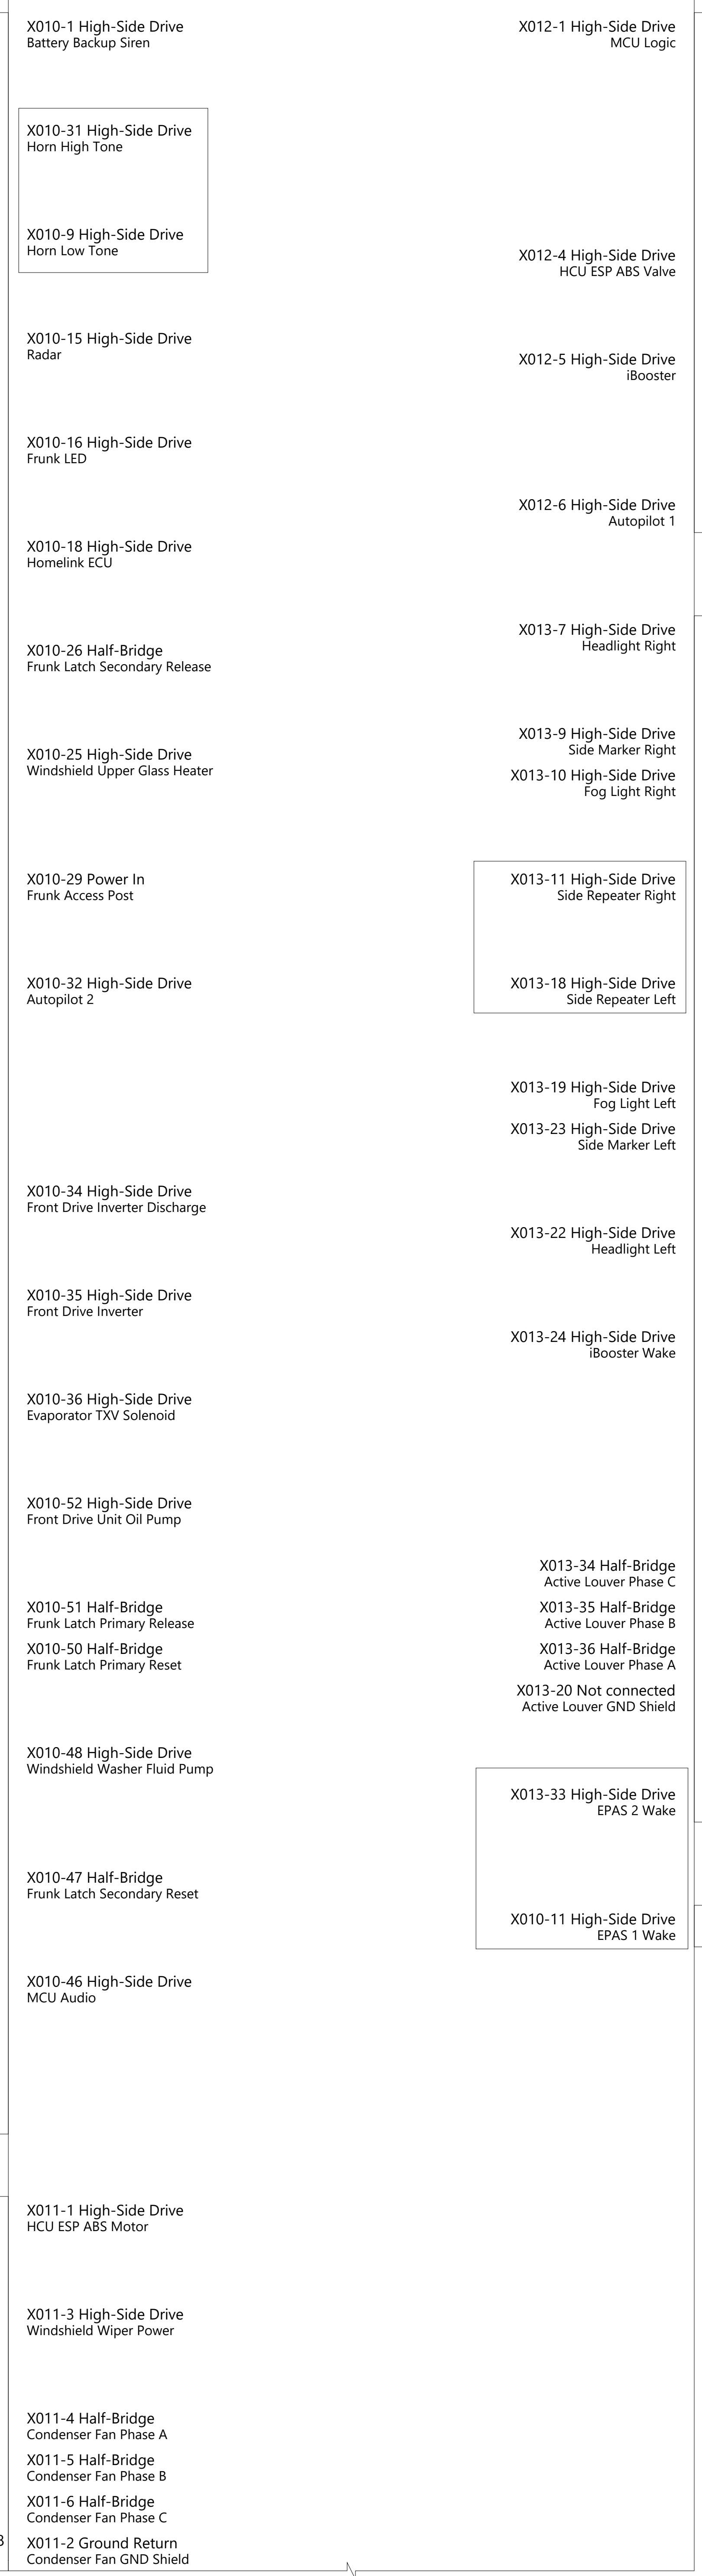 X010-1 High-Side Drive
Battery Backup Siren
X010-31 High-Side Drive
Horn High Tone
X010-9 High-Side Drive
Horn Low Tone
X010-15 High-Side Drive
Radar
X010-16 High-Side Drive
Frunk LED
X010-18 High-Side Drive
Homelink ECU
X010-26 Half-Bridge
Frunk Latch Secondary Release
X010-25 High-Side Drive
Windshield Upper Glass Heater
X010-29 Power In
Frunk Access Post
X010-32 High-Side Drive
Autopilot 2
X010-34 High-Side Drive
Front Drive Inverter Discharge
X010-35 High-Side Drive
Front Drive Inverter
X010-36 High-Side Drive
Evaporator TXV Solenoid
X010-52 High-Side Drive
Front Drive Unit Oil Pump
X010-51 Half-Bridge
Frunk Latch Primary Release
X010-50 Half-Bridge
Frunk Latch Primary Reset
X010-48 High-Side Drive
Windshield Washer Fluid Pump
X010-47 Half-Bridge
Frunk Latch Secondary Reset
X010-46 High-Side Drive
MCU Audio
X011-1 High-Side Drive
HCU ESP ABS Motor
X011-3 High-Side Drive
Windshield Wiper Power
X011-4 Half-Bridge
Condenser Fan Phase A
X011-5 Half-Bridge
Condenser Fan Phase B
X011-6 Half-Bridge
Condenser Fan Phase C
X011-2 Ground Return
Condenser Fan GND Shield
X012-1 High-Side Drive
MCU Logic
X012-4 High-Side Drive
HCU ESP ABS Valve
X012-5 High-Side Drive
iBooster
X012-6 High-Side Drive
Autopilot 1
X013-7 High-Side Drive
Headlight Right
X013-9 High-Side Drive
Side Marker Right
X013-10 High-Side Drive
Fog Light Right
X013-11 High-Side Drive
Side Repeater Right
X013-18 High-Side Drive
Side Repeater Left
X013-19 High-Side Drive
Fog Light Left
X013-23 High-Side Drive
Side Marker Left
X013-22 High-Side Drive
Headlight Left
X013-24 High-Side Drive
iBooster Wake
X013-34 Half-Bridge
Active Louver Phase C
X013-35 Half-Bridge
Active Louver Phase B
X013-36 Half-Bridge
Active Louver Phase A
X013-20 Not connected
Active Louver GND Shield
X013-33 High-Side Drive
EPAS 2 Wake
X010-11 High-Side Drive
EPAS 1 Wake